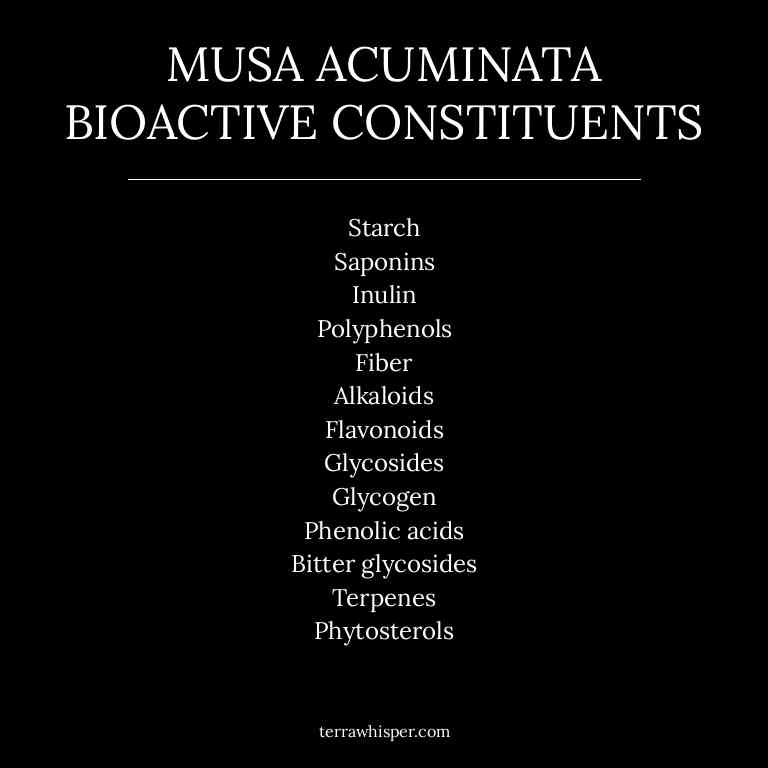 MUSA ACUMINATA
BIOACTIVE CONSTITUENTS
Starch
Saponins
Inulin
Polyphenols
Fiber
Alkaloids
Flavonoids
Glycosides
Glycogen
Phenolic acids
Bitter glycosides
Terpenes
Phytosterols
terrawhisper.com